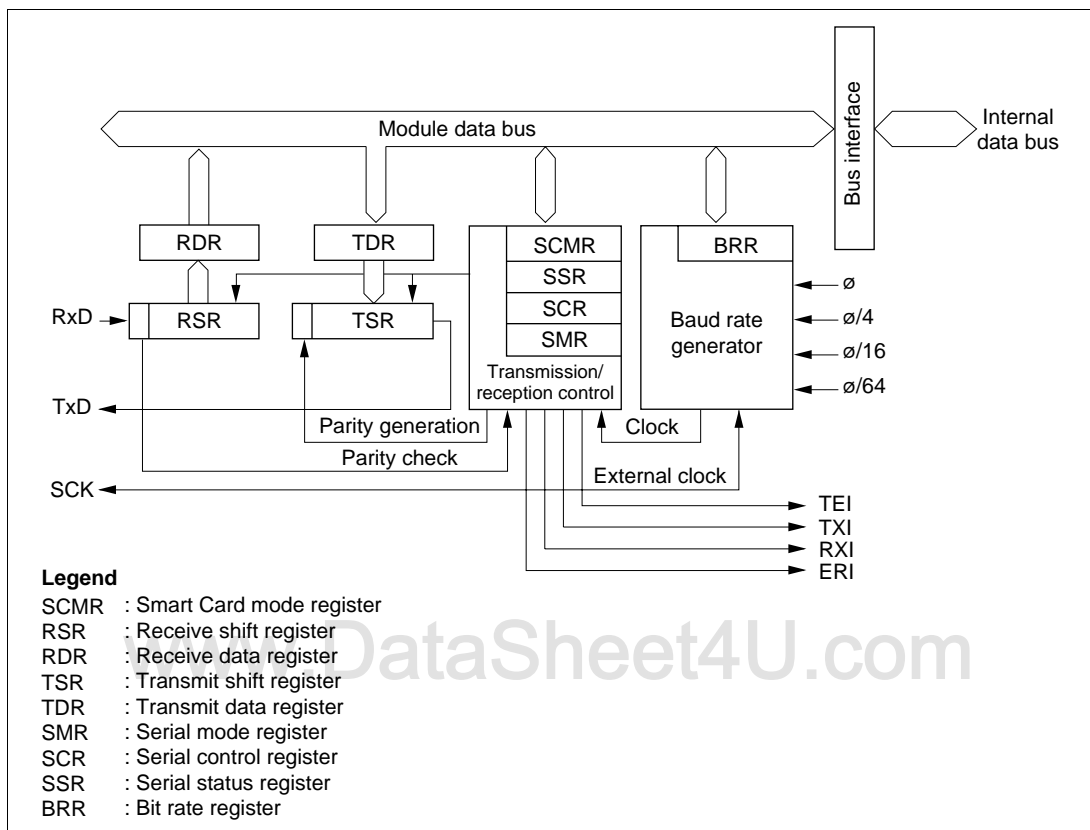 Module data bus
Bus interface
Internal
data bus
RDR
TDR
SCMR
BRR
SSR
SCR
SMR
RxD
RSR
TSR
Baud rate
generator
ø
ø/4
ø/16
ø/64
Transmission/
reception control
TxD
Parity generation
Clock
Parity check
SCK
External clock
TEI
TXI
RXI
ERI
Legend
SCMR : Smart Card mode register
RSR : Receive shift register
RDR : Receive data register
TSR : Transmit shift register
TDR : Transmit data register
SMR : Serial mode register
SCR : Serial control register
SSR : Serial status register
BRR : Bit rate register
www.DataSheet4U.com